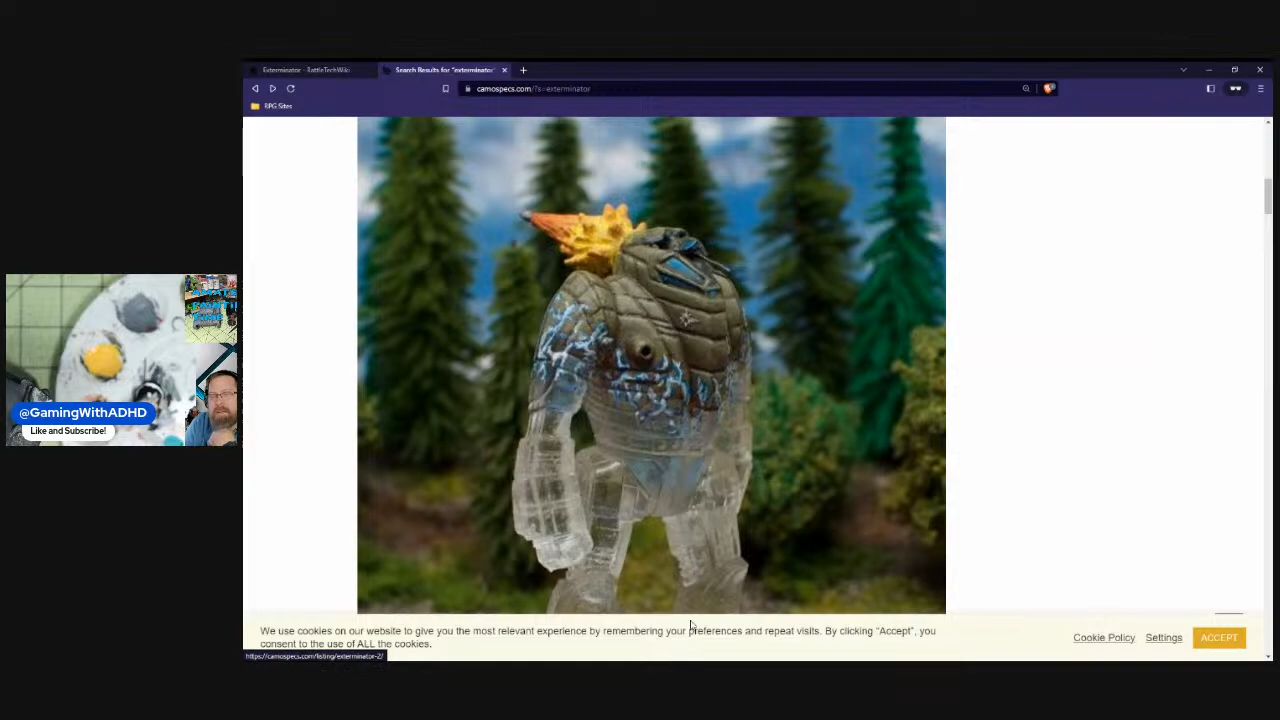 Exterminator - BattleTechWiki
Search Results for "exterminator"
camospecs.com/?s=exterminator
RPG Sites
@GamingWithADHD
Like and Subscribe!
We use cookies on our website to give you the most relevant experience by remembering your preferences and repeat visits. By clicking "Accept", you
consent to the use of ALL the cookies.
Cookie Policy
Settings
ACCEPT
https://camospecs.com/listing/exterminator-2/